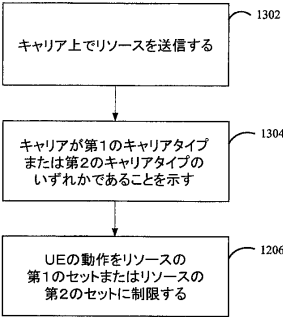 1302
キャリア上でリソースを送信する
1304
キャリアが第1のキャリアタイプ
または第2のキャリアタイプの
いずれかであることを示す
1206
UEの動作をリソースの
第1のセットまたはリソースの
第2のセットに制限する